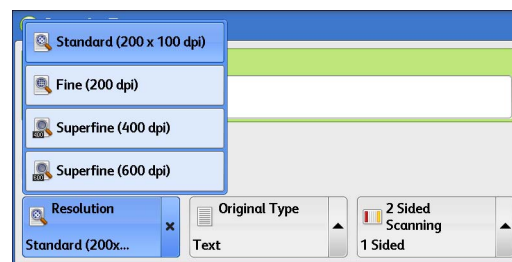 Standard (200 x 100 dpi)
Fine (200 dpi)
Superfine (400 dpi)
Superfine (600 dpi)
Resolution
Standard (200x...
Original Type
Text
2 Sided
Scanning
1 Sided